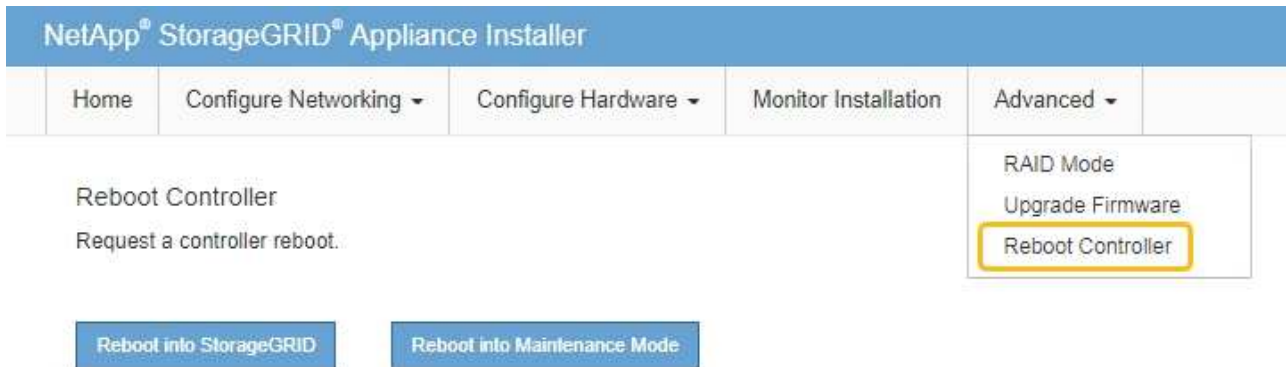 NetApp® StorageGRID® Appliance Installer
Home Configure Networking Configure Hardware Monitor Installation Advanced
RAID Mode
Upgrade Firmware
Reboot Controller
Reboot Controller
Request a controller reboot.
Reboot into StorageGRID Reboot into Maintenance Mode